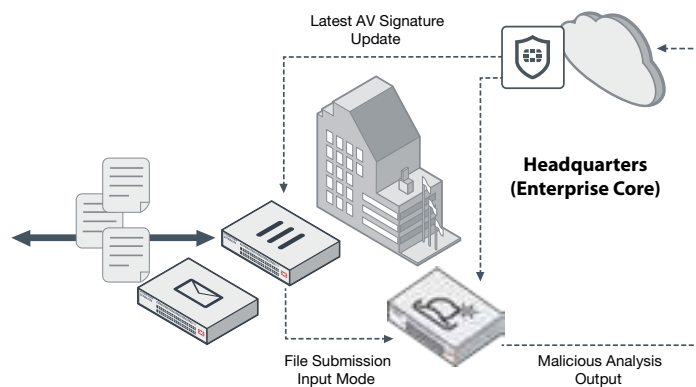 Latest AV Signature
Update
Headquarters
(Enterprise Core)
File Submission
Input Mode
Malicious Analysis
Output